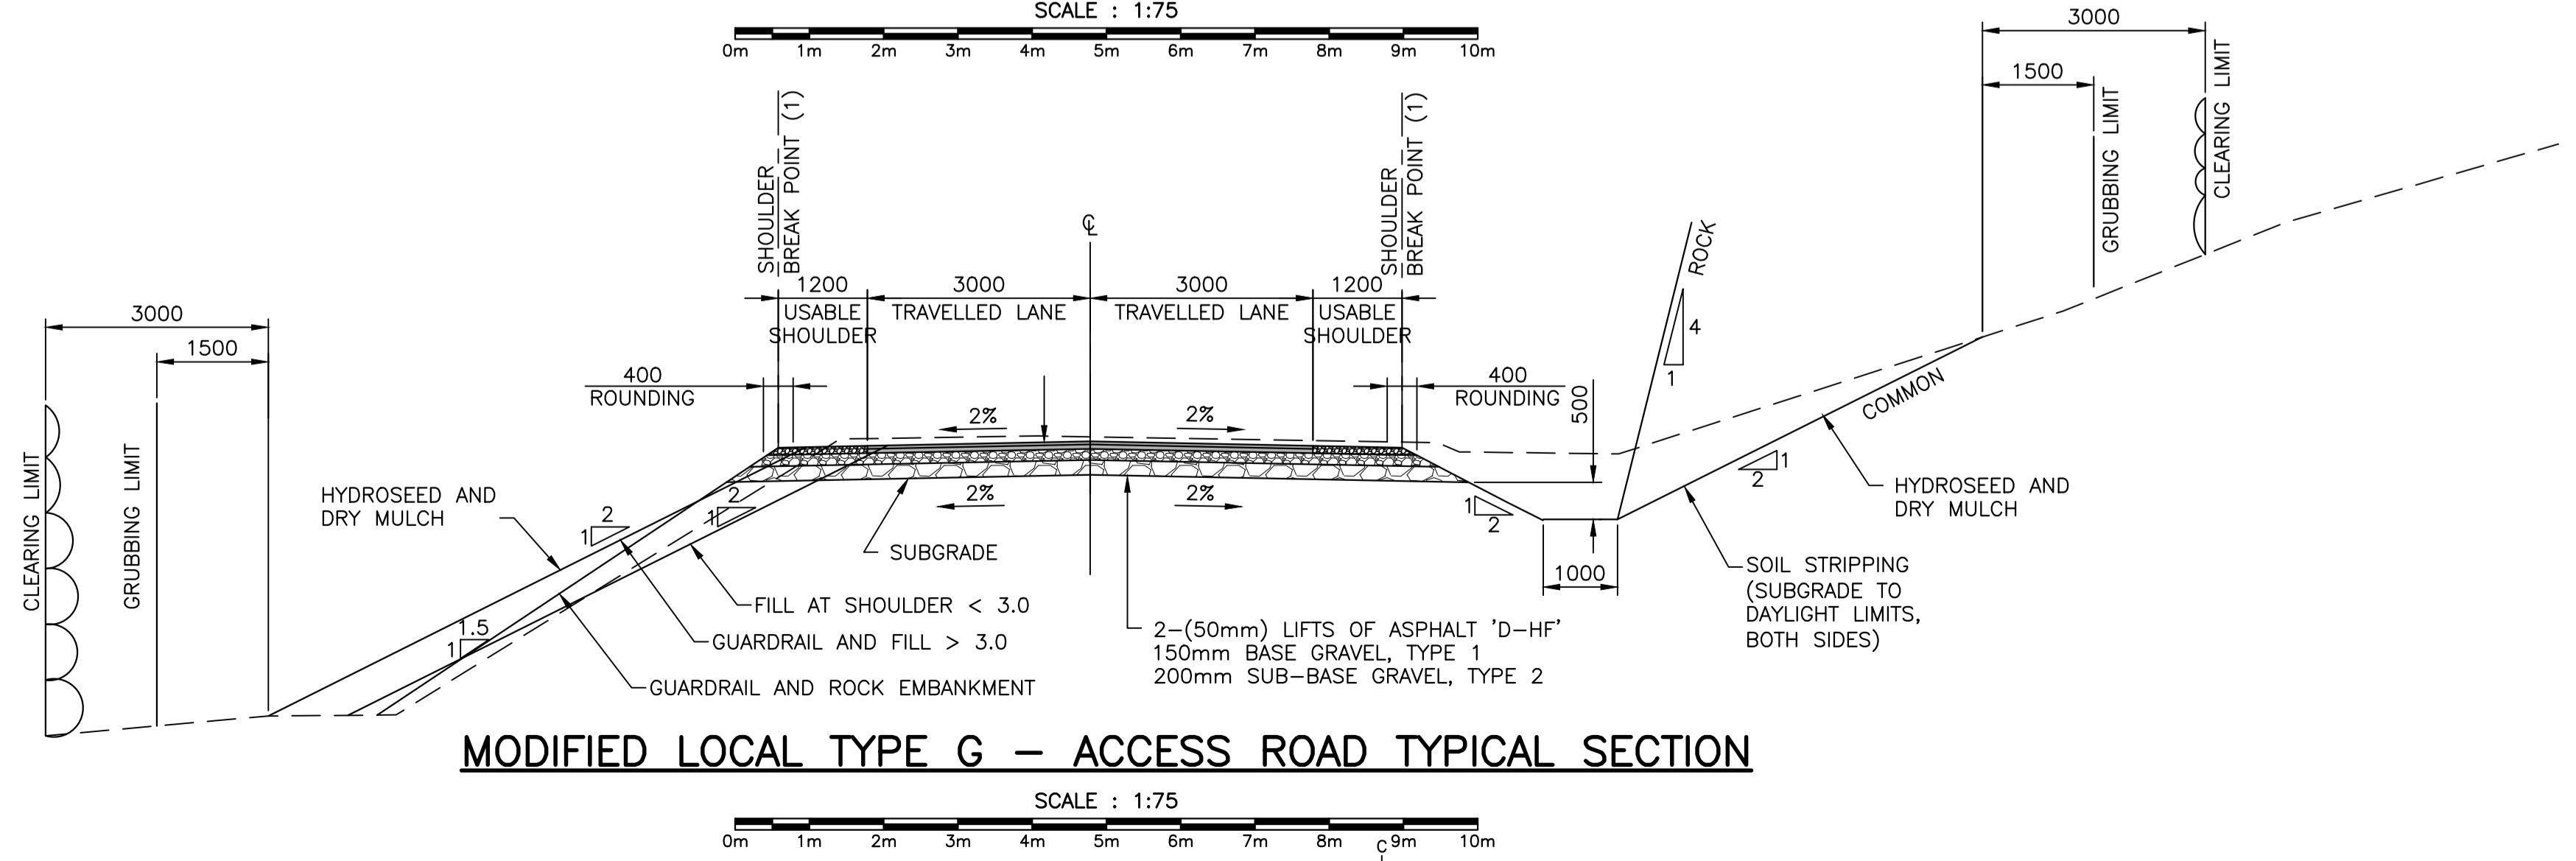 SCALE : 1:75
0m 1m 2m 3m 4m 5m 6m 7m 8m 9m 10m
3000
1500
CLEARING LIMIT
GRUBBING LIMIT
SHOULDER
BREAK POINT (1)
SHOULDER
BREAK POINT (1)
℄
ROCK
4
1
1200
3000
3000
1200
USABLE
SHOULDER
TRAVELLED LANE
TRAVELLED LANE
USABLE
SHOULDER
3000
1500
400
ROUNDING
400
ROUNDING
500
COMMON
2%
2%
CLEARING LIMIT
GRUBBING LIMIT
HYDROSEED AND
DRY MULCH
2
1
2
1
2%
2%
1
2
1
2
HYDROSEED AND
DRY MULCH
SUBGRADE
1000
SOIL STRIPPING
(SUBGRADE TO
DAYLIGHT LIMITS,
BOTH SIDES)
1.5
1
FILL AT SHOULDER < 3.0
GUARDRAIL AND FILL > 3.0
GUARDRAIL AND ROCK EMBANKMENT
2-(50mm) LIFTS OF ASPHALT 'D-HF'
150mm BASE GRAVEL, TYPE 1
200mm SUB-BASE GRAVEL, TYPE 2
MODIFIED LOCAL TYPE G - ACCESS ROAD TYPICAL SECTION
SCALE : 1:75
0m 1m 2m 3m 4m 5m 6m 7m 8m 9m 10m
C